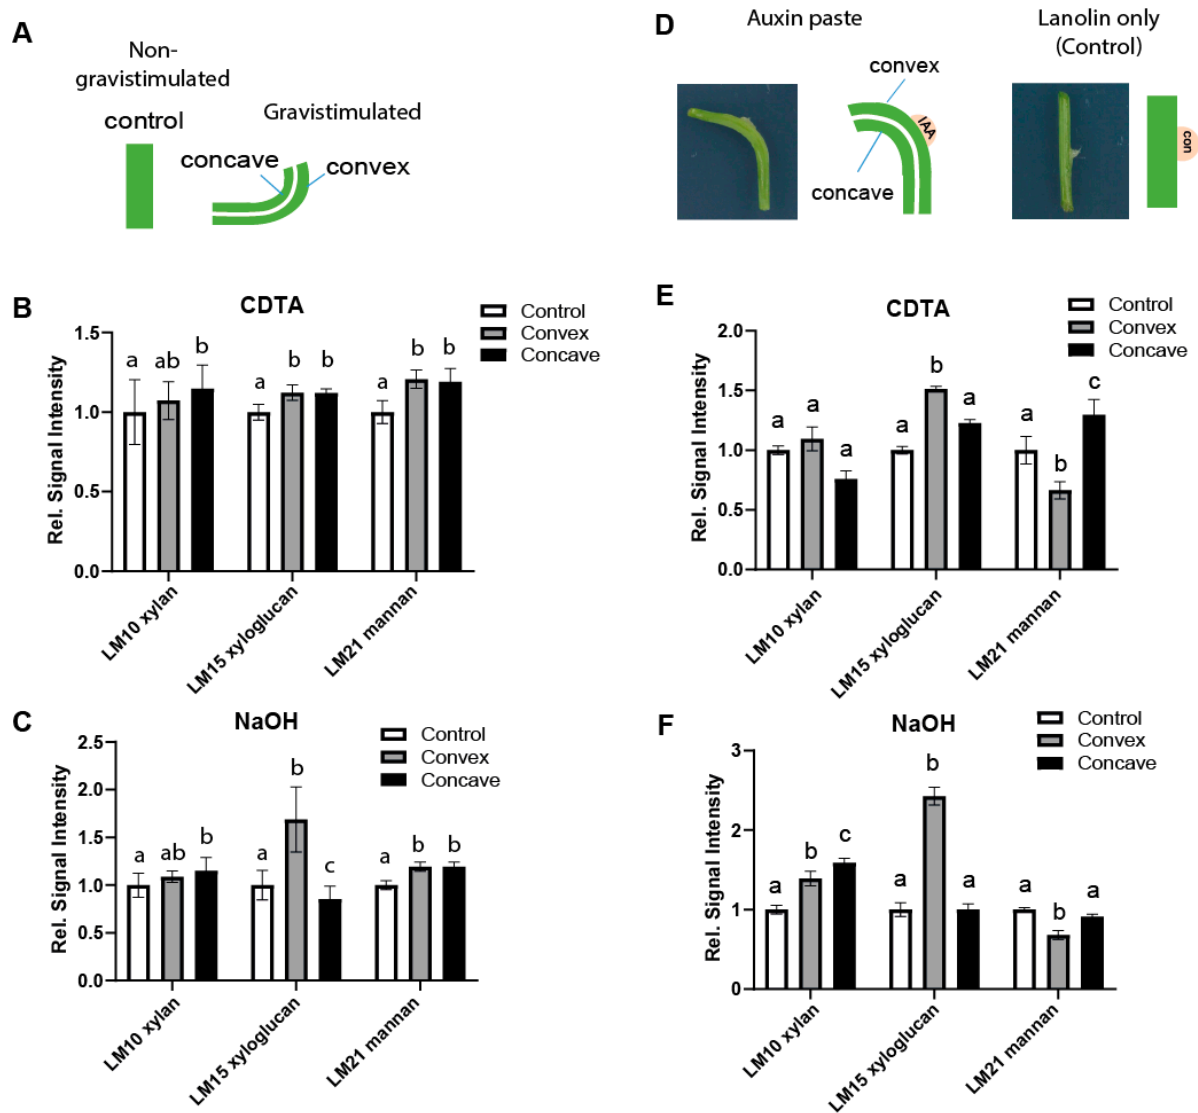 A
Non-
gravistimulated
control
Gravistimulated
concave
convex
B
CDTA
Control
Convex
Concave
Rel. Signal Intensity
1.5
1.0
0.5
0.0
a
ab
b
a
b
b
a
b
b
LM10 xylan
LM15 xyloglucan
LM21 mannan
C
NaOH
Control
Convex
Concave
Rel. Signal Intensity
2.5
2.0
1.5
1.0
0.5
0.0
a
ab
b
a
b
c
a
b
b
LM10 xylan
LM15 xyloglucan
LM21 mannan
D
Auxin paste
Lanolin only
(Control)
convex
IAA
concave
con
E
CDTA
Control
Convex
Concave
Rel. Signal Intensity
2.0
1.5
1.0
0.5
0.0
a
a
a
a
b
a
a
b
c
LM10 xylan
LM15 xyloglucan
LM21 mannan
F
NaOH
Control
Convex
Concave
Rel. Signal Intensity
3
2
1
0
a
b
c
a
b
a
a
b
a
LM10 xylan
LM15 xyloglucan
LM21 mannan